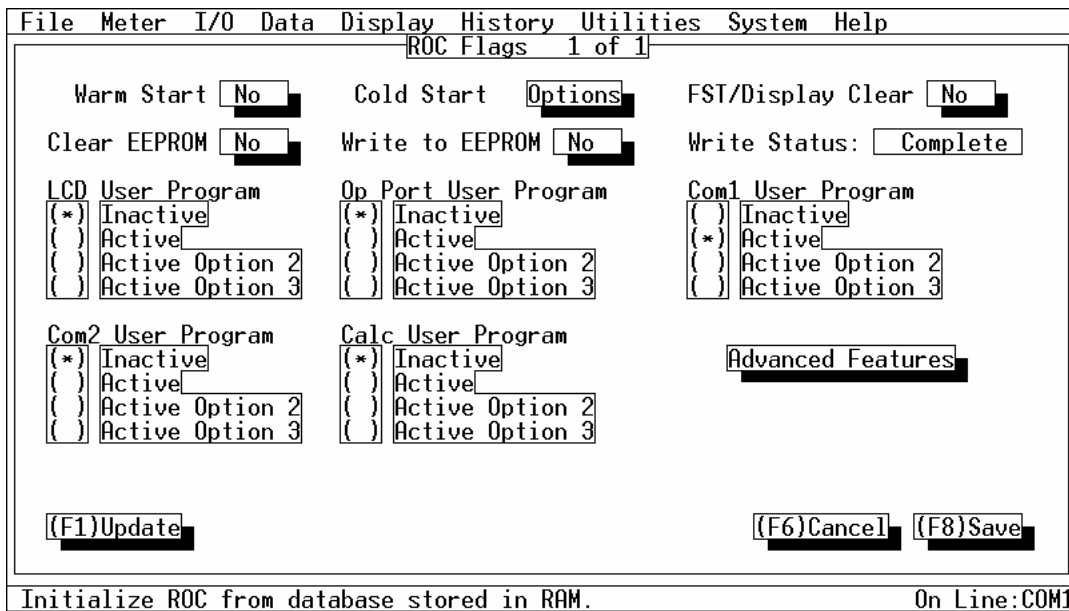 File Meter I/O Data Display History Utilities System Help
ROC Flags 1 of 1
Warm Start No Cold Start Options FST/Display Clear No
Clear EEPROM No Write to EEPROM No Write Status: Complete
LCD User Program Op Port User Program Com1 User Program
(*) Inactive (*) Inactive ( ) Inactive
( ) Active ( ) Active (*) Active
( ) Active Option 2 ( ) Active Option 2 ( ) Active Option 2
( ) Active Option 3 ( ) Active Option 3 ( ) Active Option 3
Com2 User Program Calc User Program
(*) Inactive (*) Inactive Advanced Features
( ) Active ( ) Active
( ) Active Option 2 ( ) Active Option 2
( ) Active Option 3 ( ) Active Option 3
(F1)Update (F6)Cancel (F8)Save
Initialize ROC from database stored in RAM. On Line:COM1